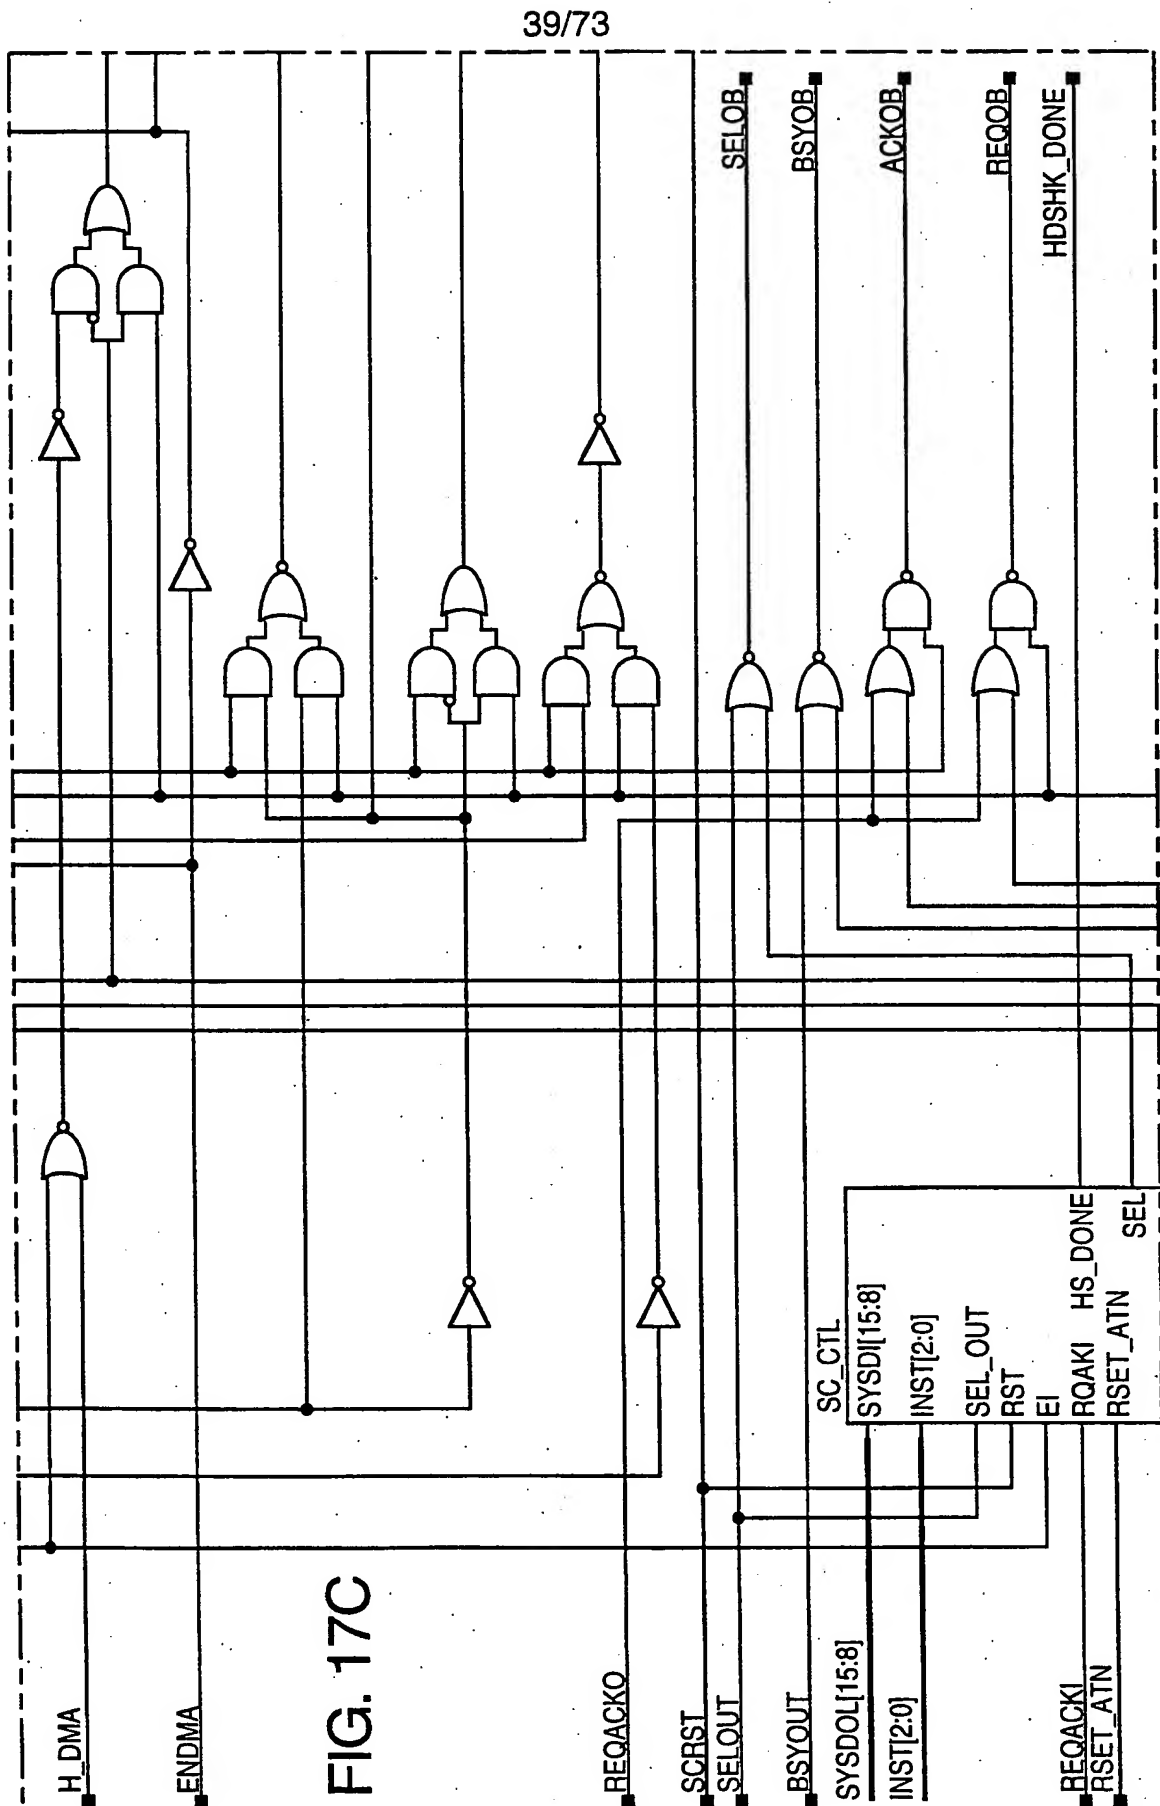 39/73
SELOB
BSYOB
ACKOB
REQOB
HDSHK_DONE
SC_CTL
SYSDI[15:8]
INST[2:0]
SEL_OUT
RST
EI
RQAKI HS_DONE
RSET_ATN
SEL
FIG. 17C
H_DMA
ENDMA
REQACKO
SCRST
SELOUT
BSYOUT
SYSDOL[15:8]
INST[2:0]
REQACKI
RSET_ATN